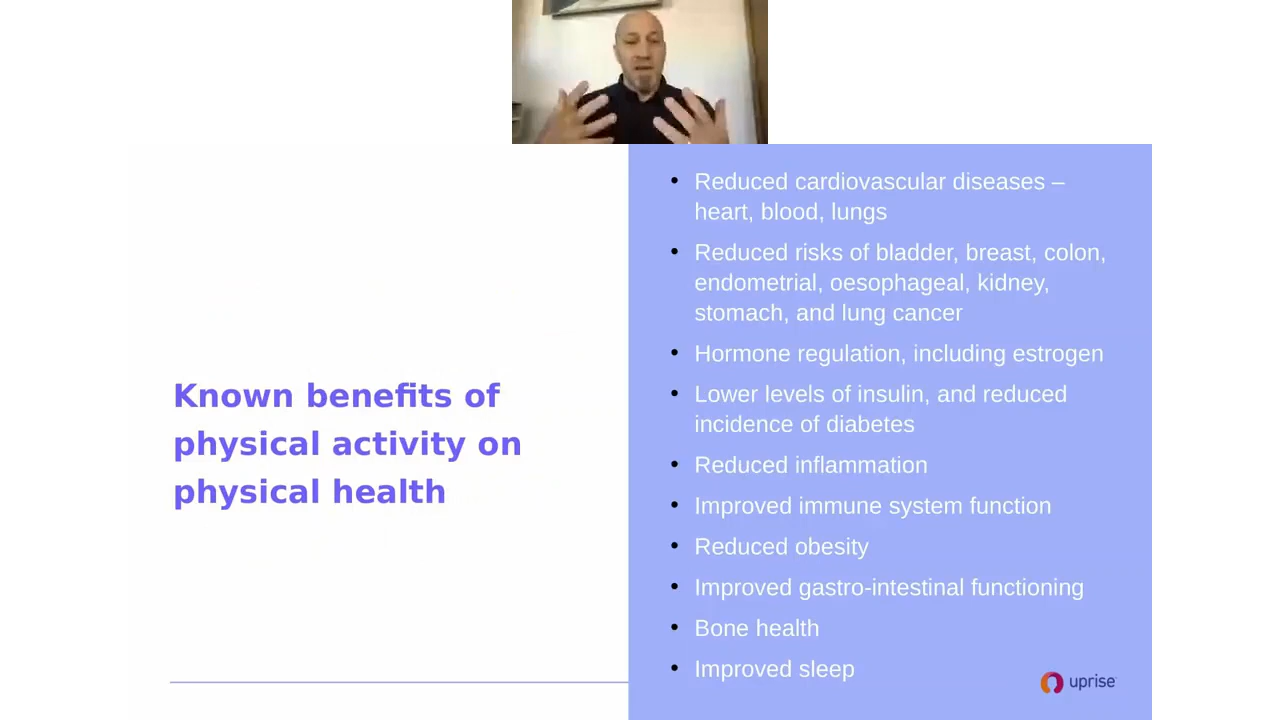 Known benefits of
physical activity on
physical health
• Reduced cardiovascular diseases –
heart, blood, lungs
• Reduced risks of bladder, breast, colon,
endometrial, oesophageal, kidney,
stomach, and lung cancer
• Hormone regulation, including estrogen
• Lower levels of insulin, and reduced
incidence of diabetes
• Reduced inflammation
• Improved immune system function
• Reduced obesity
• Improved gastro-intestinal functioning
• Bone health
• Improved sleep
uprise